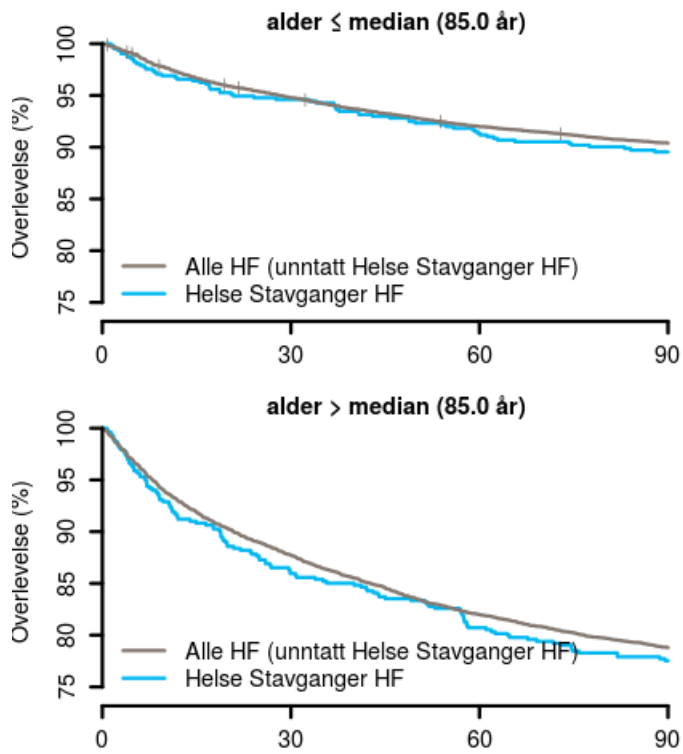 alder ≤ median (85.0 år)
Overlevelse (%)
100
95
90
85
80
75
Alle HF (unntatt Helse Stavganger HF)
Helse Stavganger HF
0 30 60 90
alder > median (85.0 år)
Overlevelse (%)
100
95
90
85
80
75
Alle HF (unntatt Helse Stavganger HF)
Helse Stavganger HF
0 30 60 90